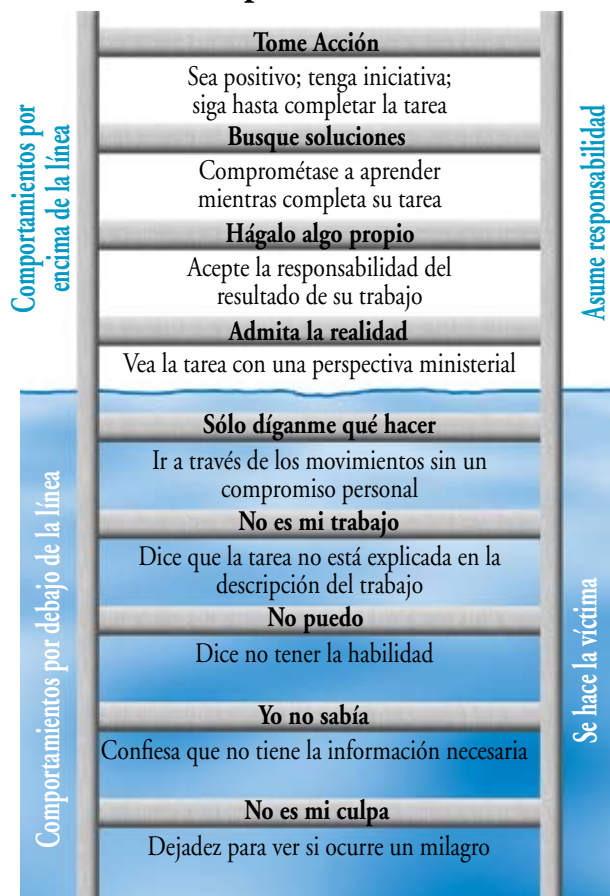 Tome Acción
Sea positivo; tenga iniciativa;
siga hasta completar la tarea
Busque soluciones
Comprométase a aprender
mientras completa su tarea
Hágalo algo propio
Acepte la responsabilidad del
resultado de su trabajo
Admita la realidad
Vea la tarea con una perspectiva ministerial
Comportamientos por
encima de la línea
Asume responsabilidad
Sólo díganme qué hacer
Ir a través de los movimientos sin un
compromiso personal
No es mi trabajo
Dice que la tarea no está explicada en la
descripción del trabajo
No puedo
Dice no tener la habilidad
Yo no sabía
Confiesa que no tiene la información necesaria
No es mi culpa
Dejadez para ver si ocurre un milagro
Comportamientos por debajo de la línea
Se hace la víctima